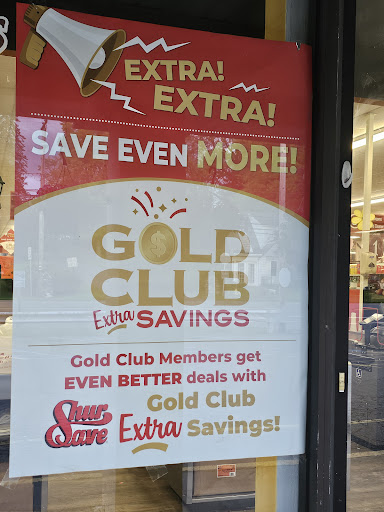 EXTRA!
EXTRA!
SAVE EVEN MORE!
GOLD
CLUB
Extra SAVINGS
Gold Club Members get
EVEN BETTER deals with
Shur Save Gold Club
Extra Savings!